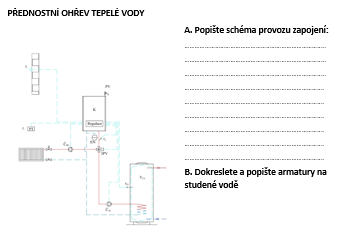 PŘEDNOSTNÍ OHŘEV TEPELÉ VODY
A. Popište schéma provozu zapojení:
B. Dokreslete a popište armatury na
studené vodě
K
Regulace